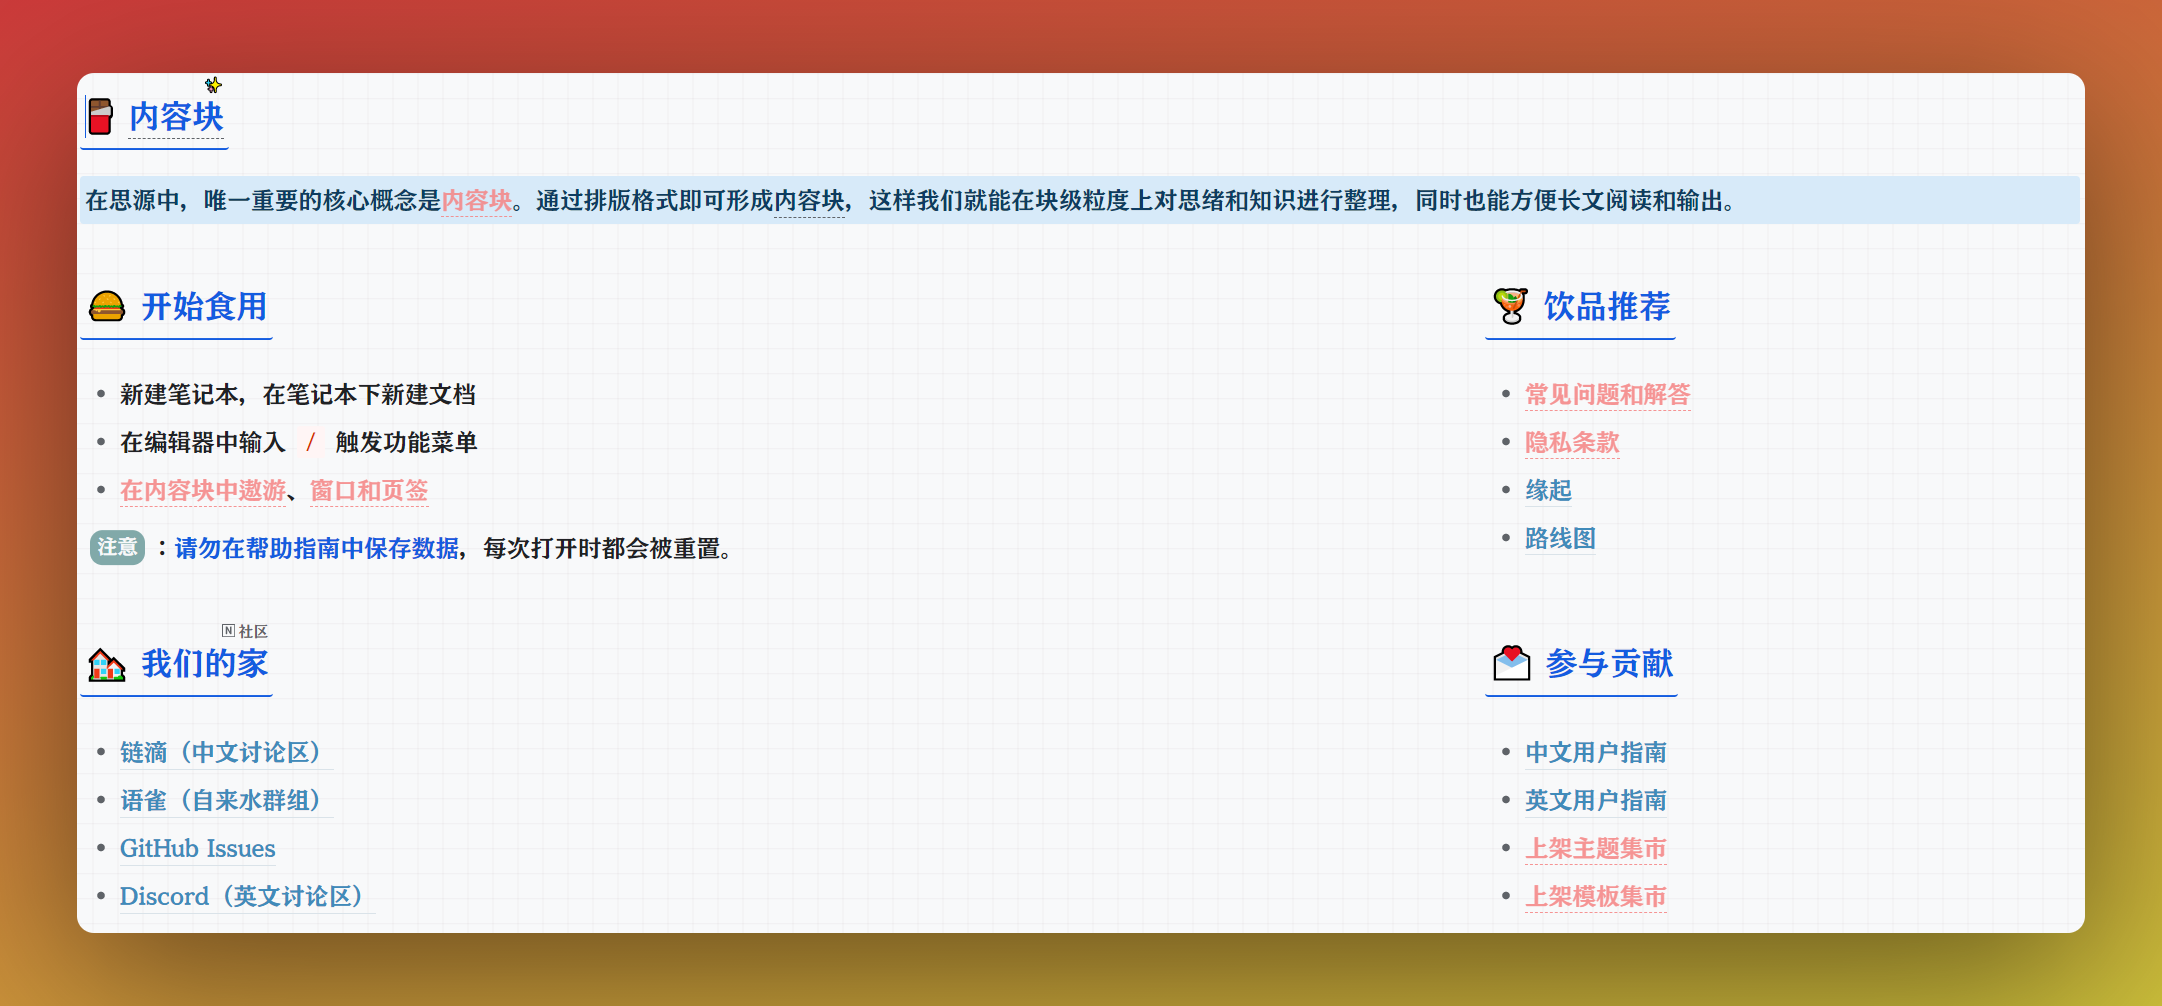 内容块
在思源中，唯一重要的核心概念是内容块。通过排版格式即可形成内容块，这样我们就能在块级粒度上对思绪和知识进行整理，同时也能方便长文阅读和输出。
开始食用
新建笔记本，在笔记本下新建文档
在编辑器中输入 / 触发功能菜单
在内容块中遨游、窗口和页签
注意：请勿在帮助指南中保存数据，每次打开时都会被重置。
饮品推荐
常见问题和解答
隐私条款
缘起
路线图
N 社区
我们的家
链滴（中文讨论区）
语雀（自来水群组）
GitHub Issues
Discord（英文讨论区）
参与贡献
中文用户指南
英文用户指南
上架主题集市
上架模板集市